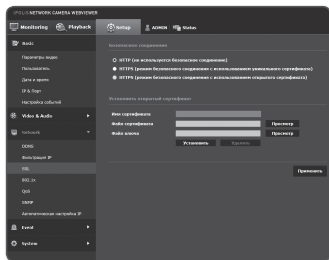 iPOLiS NETWORK CAMERA WEBVIEWER
Monitoring
Playback
Setup
ADMIN
Status
Basic
Параметры видео
Пользователь
Дата и время
IP & Порт
Настройка событий
Video & Audio
Network
DDNS
Фильтрация IP
SSL
802.1x
QoS
SNMP
Автоматическая настройка IP
Event
System
Безопасное соединение
HTTP (не используется безопасное соединение)
HTTPS (режим безопасного соединения с использованием уникального сертификата)
HTTPS (режим безопасного соединения с использованием открытого сертификата)
Установить открытый сертификат
Имя сертификата
Файл сертификата
Просмотр
Файл ключа
Просмотр
Установить
Удалить
Применить